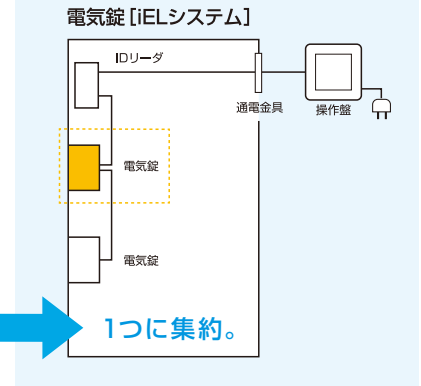 電気錠[iELシステム]
IDリーダ
通電金具
操作盤
電気錠
電気錠
1つに集約。